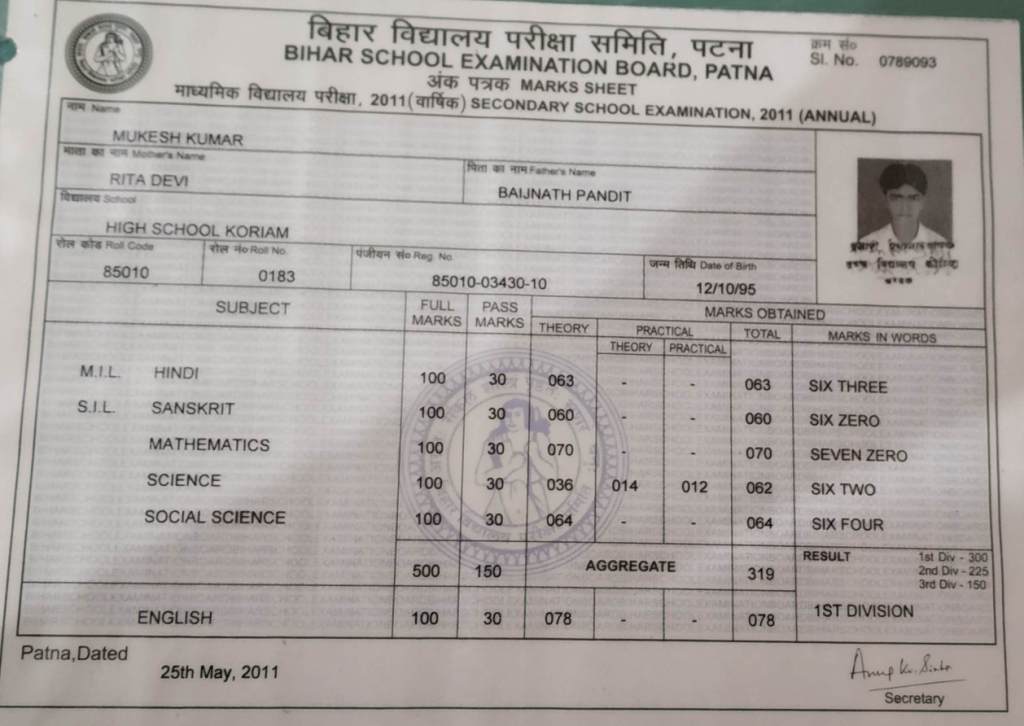 बिहार विद्यालय परीक्षा समिति, पटना
BIHAR SCHOOL EXAMINATION BOARD, PATNA
क्रम सं०
Sl. No. 0789093
अंक पत्रक MARKS SHEET
माध्यमिक विद्यालय परीक्षा, 2011(वार्षिक) SECONDARY SCHOOL EXAMINATION, 2011 (ANNUAL)
नाम Name
MUKESH KUMAR
माता का नाम Mother's Name
RITA DEVI
पिता का नाम Father's Name
BAIJNATH PANDIT
विद्यालय School
HIGH SCHOOL KORIAM
रोल कोड Roll Code रोल नं० Roll No. पंजीयन सं० Reg. No. जन्म तिथि Date of Birth
85010 0183 85010-03430-10 12/10/95
SUBJECT FULL MARKS PASS MARKS MARKS OBTAINED
THEORY PRACTICAL TOTAL MARKS IN WORDS
THEORY PRACTICAL
M.I.L. HINDI 100 30 063 - - 063 SIX THREE
S.I.L. SANSKRIT 100 30 060 - - 060 SIX ZERO
MATHEMATICS 100 30 070 - - 070 SEVEN ZERO
SCIENCE 100 30 036 014 012 062 SIX TWO
SOCIAL SCIENCE 100 30 064 - - 064 SIX FOUR
500 150 AGGREGATE 319
RESULT 1st Div - 300
2nd Div - 225
3rd Div - 150
1ST DIVISION
ENGLISH 100 30 078 - - 078
Patna,Dated
25th May, 2011
Secretary